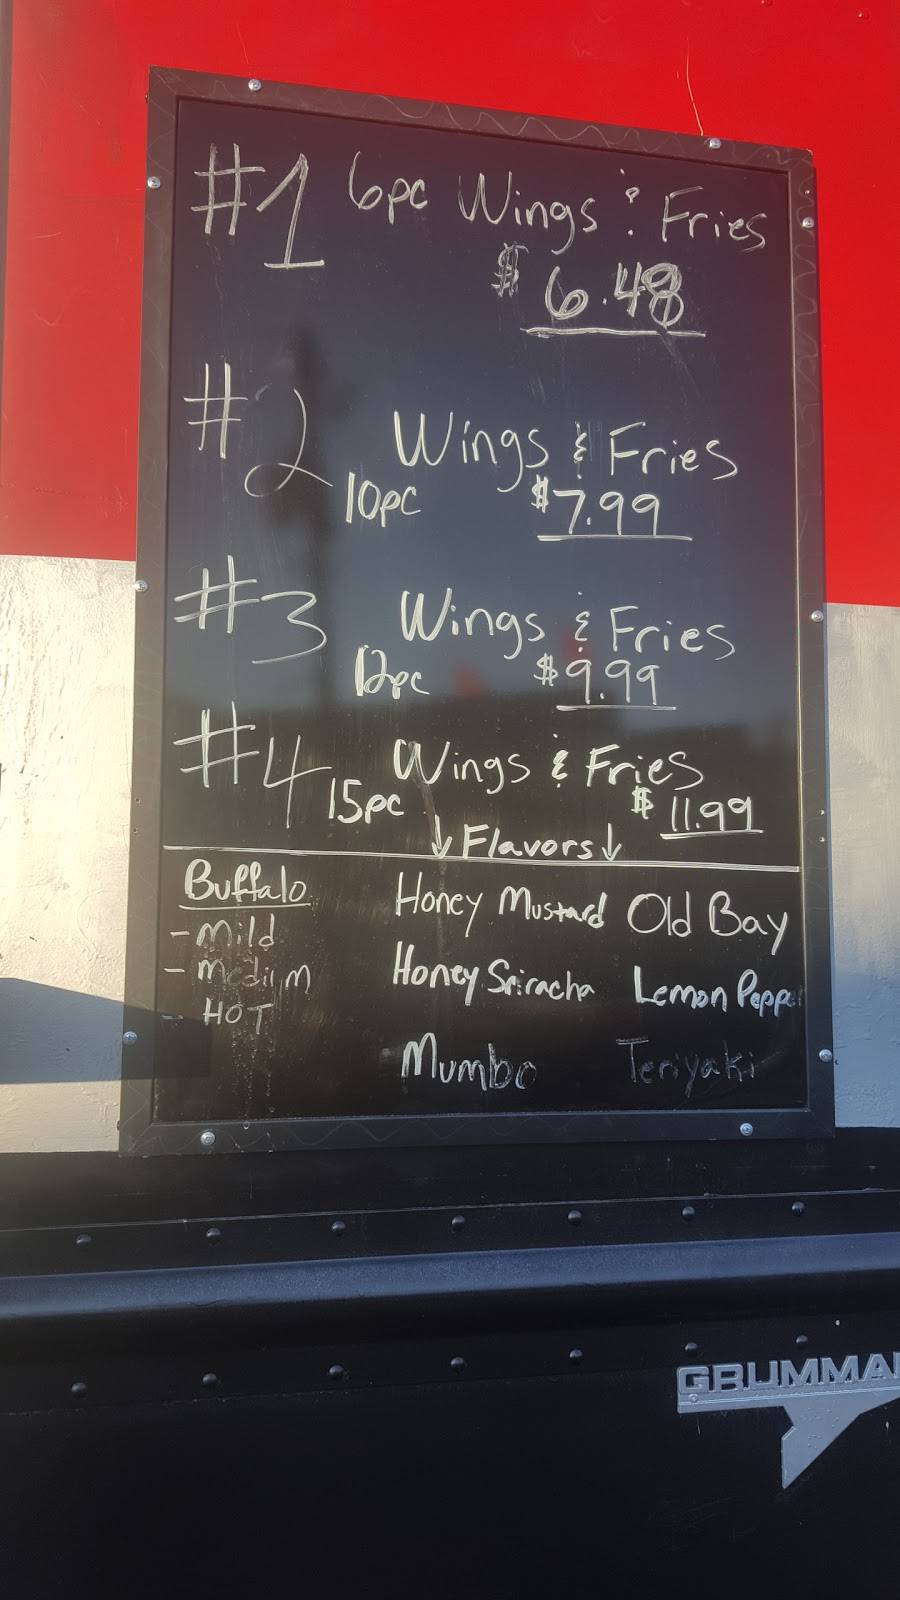 #1 6pc Wings & Fries
$ 6.48
#2 Wings & Fries
10pc $7.99
#3 Wings & Fries
12pc $9.99
#4 Wings & Fries
15pc $ 11.99
↓Flavors↓
Buffalo Honey Mustard Old Bay
- Mild
- Medium Honey Sriracha Lemon Pepper
- HOT
Mumbo Teriyaki
GRUMMA